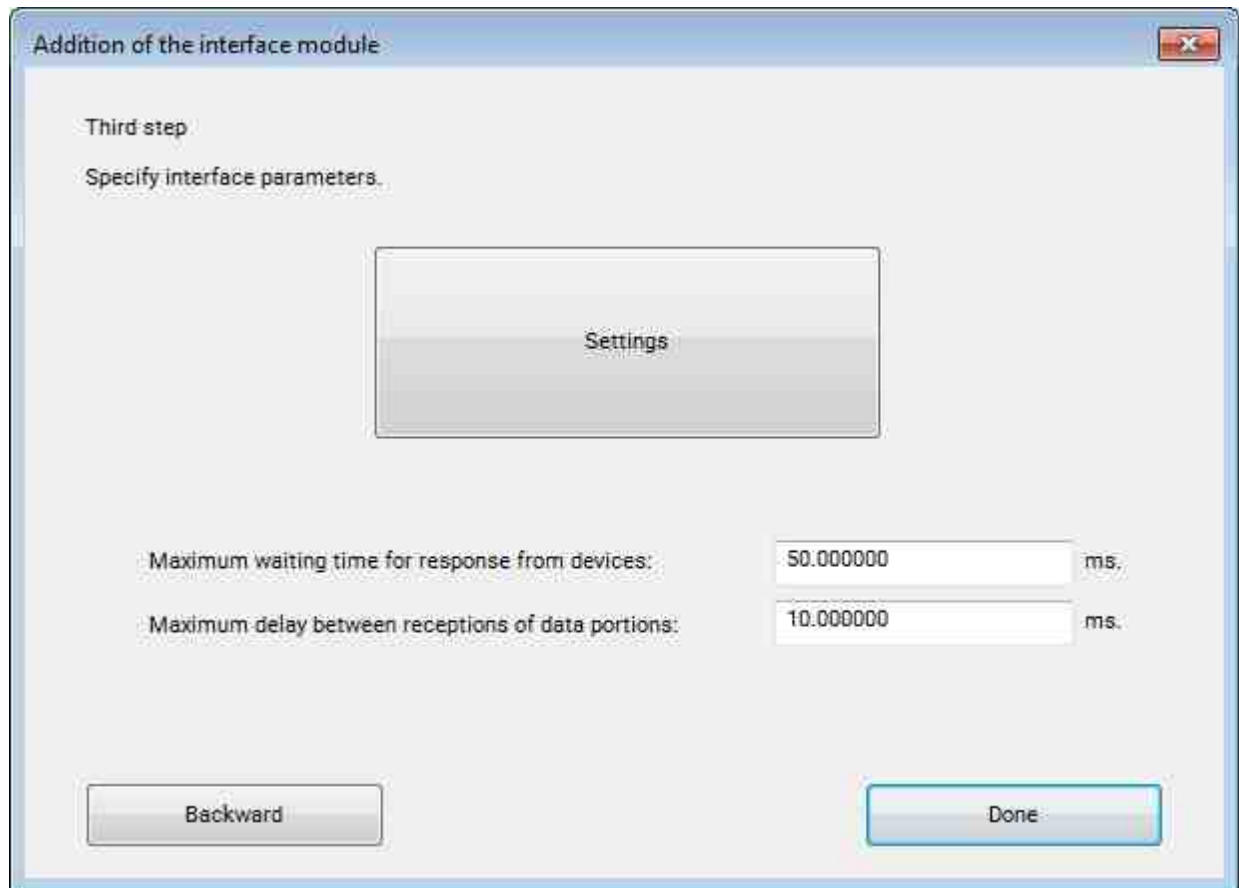 Addition of the interface module
Third step
Specify interface parameters.
Settings
Maximum waiting time for response from devices: 50.000000 ms.
Maximum delay between receptions of data portions: 10.000000 ms.
Backward Done